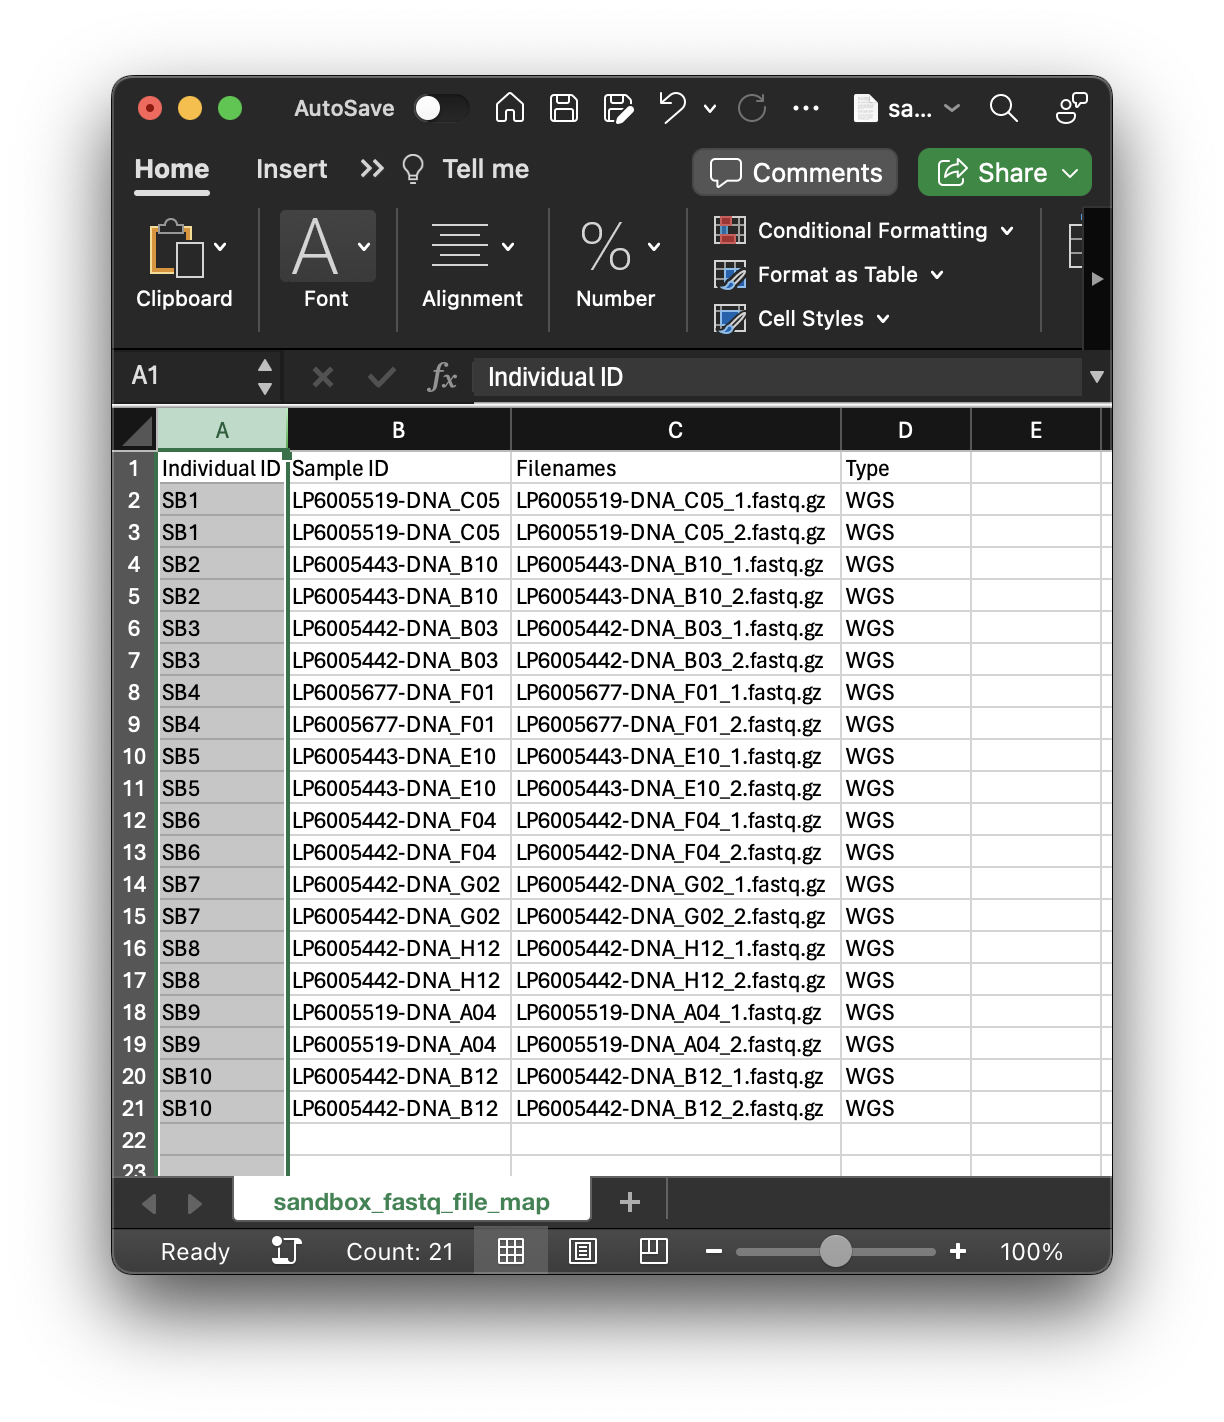 AutoSave sa...
Home Insert >> Tell me Comments Share
Clipboard Font Alignment Number
Conditional Formatting
Format as Table
Cell Styles
A1 fx Individual ID
A B C D E
1 Individual ID Sample ID Filenames Type
2 SB1 LP6005519-DNA_C05 LP6005519-DNA_C05_1.fastq.gz WGS
3 SB1 LP6005519-DNA_C05 LP6005519-DNA_C05_2.fastq.gz WGS
4 SB2 LP6005443-DNA_B10 LP6005443-DNA_B10_1.fastq.gz WGS
5 SB2 LP6005443-DNA_B10 LP6005443-DNA_B10_2.fastq.gz WGS
6 SB3 LP6005442-DNA_B03 LP6005442-DNA_B03_1.fastq.gz WGS
7 SB3 LP6005442-DNA_B03 LP6005442-DNA_B03_2.fastq.gz WGS
8 SB4 LP6005677-DNA_F01 LP6005677-DNA_F01_1.fastq.gz WGS
9 SB4 LP6005677-DNA_F01 LP6005677-DNA_F01_2.fastq.gz WGS
10 SB5 LP6005443-DNA_E10 LP6005443-DNA_E10_1.fastq.gz WGS
11 SB5 LP6005443-DNA_E10 LP6005443-DNA_E10_2.fastq.gz WGS
12 SB6 LP6005442-DNA_F04 LP6005442-DNA_F04_1.fastq.gz WGS
13 SB6 LP6005442-DNA_F04 LP6005442-DNA_F04_2.fastq.gz WGS
14 SB7 LP6005442-DNA_G02 LP6005442-DNA_G02_1.fastq.gz WGS
15 SB7 LP6005442-DNA_G02 LP6005442-DNA_G02_2.fastq.gz WGS
16 SB8 LP6005442-DNA_H12 LP6005442-DNA_H12_1.fastq.gz WGS
17 SB8 LP6005442-DNA_H12 LP6005442-DNA_H12_2.fastq.gz WGS
18 SB9 LP6005519-DNA_A04 LP6005519-DNA_A04_1.fastq.gz WGS
19 SB9 LP6005519-DNA_A04 LP6005519-DNA_A04_2.fastq.gz WGS
20 SB10 LP6005442-DNA_B12 LP6005442-DNA_B12_1.fastq.gz WGS
21 SB10 LP6005442-DNA_B12 LP6005442-DNA_B12_2.fastq.gz WGS
22
23
sandbox_fastq_file_map +
Ready Count: 21 100%